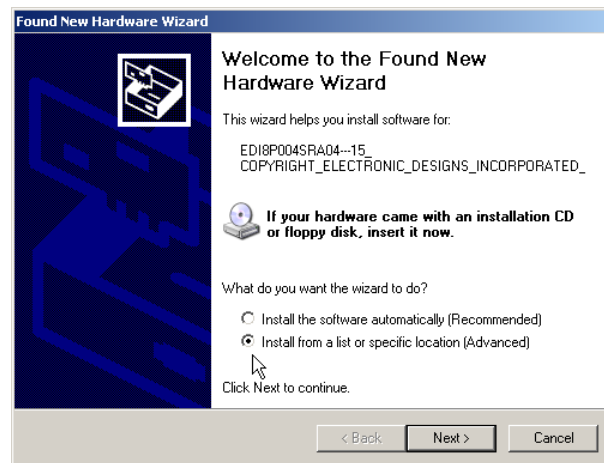 Found New Hardware Wizard
Welcome to the Found New
Hardware Wizard
This wizard helps you install software for:
EDI8P004SRA04---15_
COPYRIGHT_ELECTRONIC_DESIGNS_INCORPORATED_
If your hardware came with an installation CD
or floppy disk, insert it now.
What do you want the wizard to do?
Install the software automatically (Recommended)
Install from a list or specific location (Advanced)
Click Next to continue.
< Back Next > Cancel